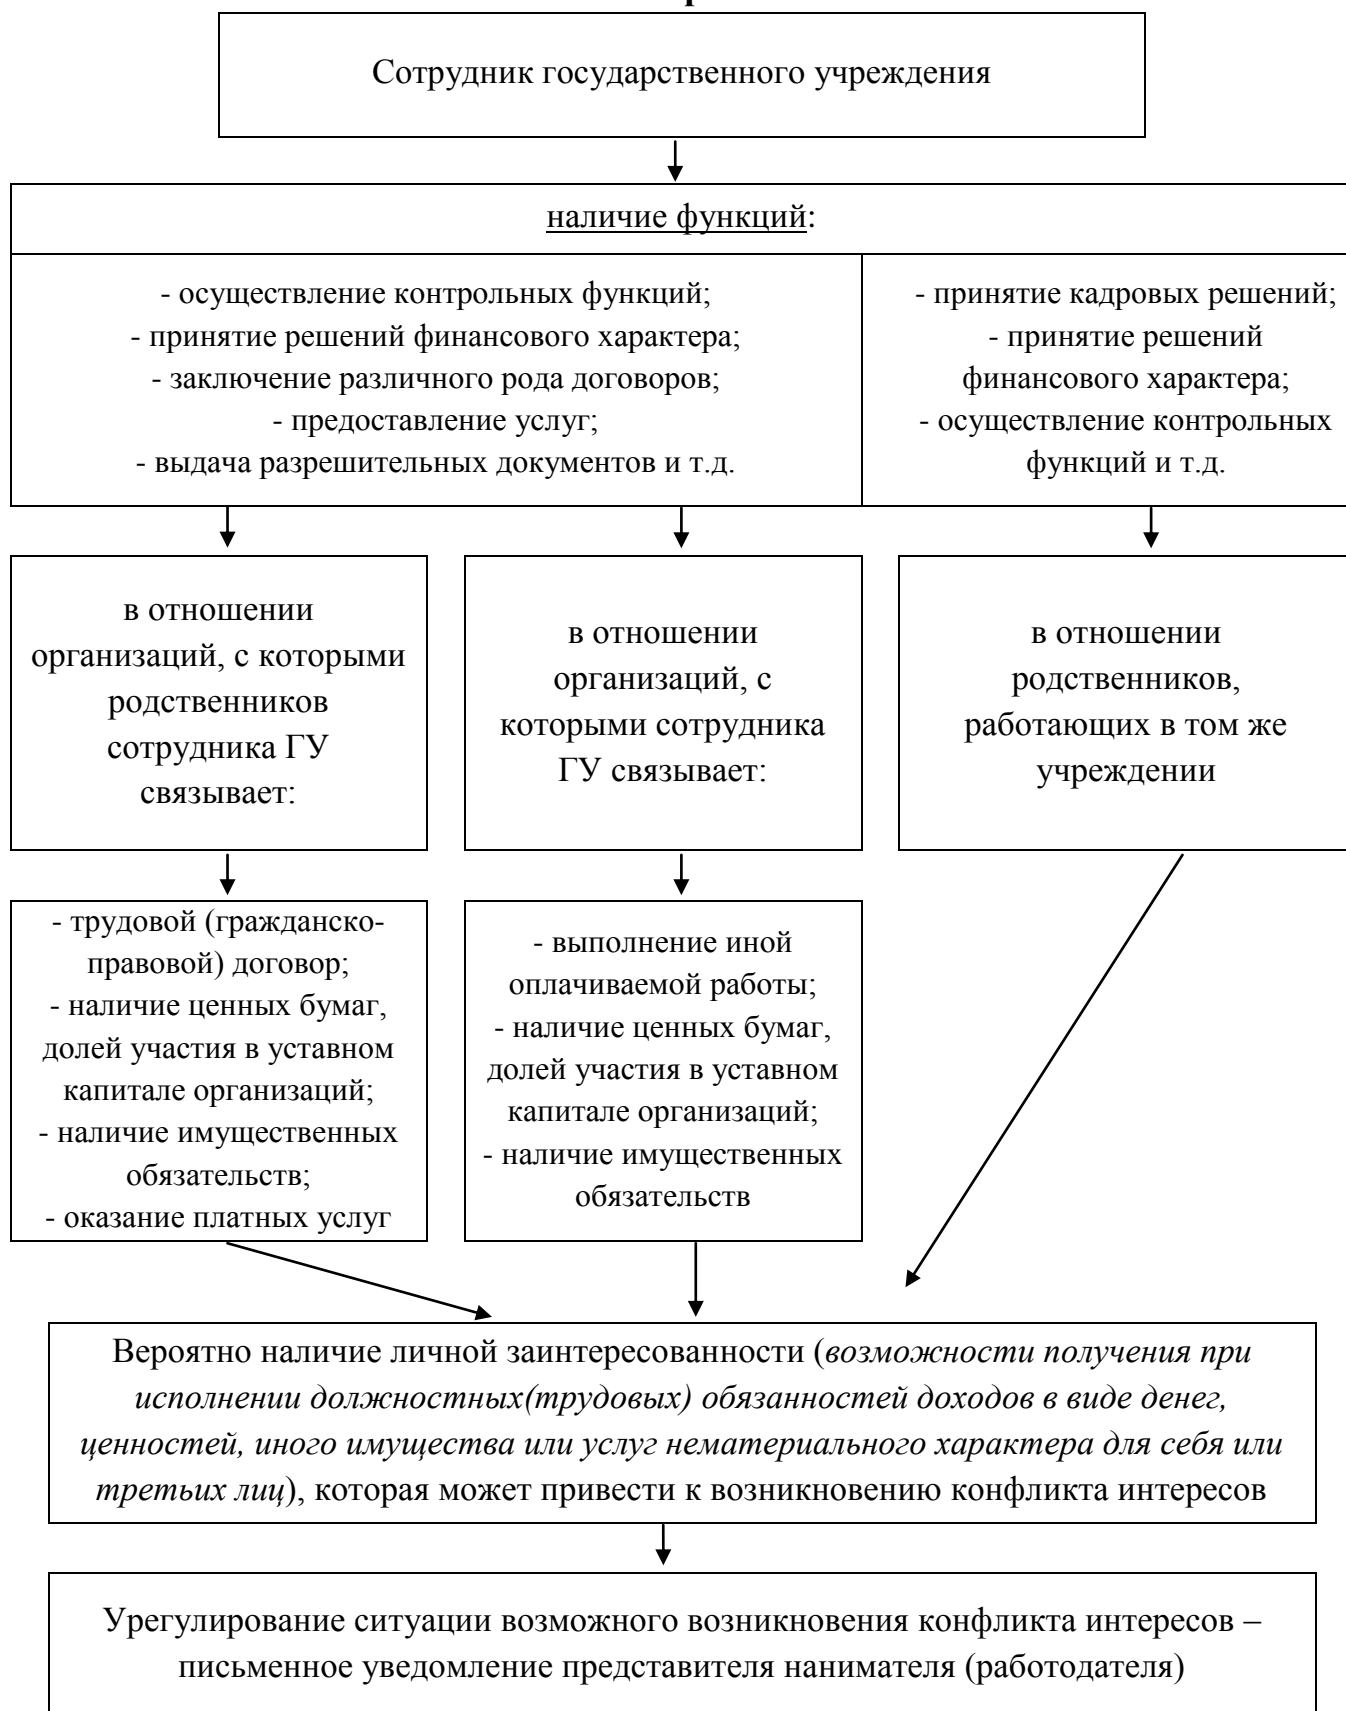 Сотрудник государственного учреждения
наличие функций:
- осуществление контрольных функций;
- принятие решений финансового характера;
- заключение различного рода договоров;
- предоставление услуг;
- выдача разрешительных документов и т.д.
- принятие кадровых решений;
- принятие решений
финансового характера;
- осуществление контрольных
функций и т.д.
в отношении
организаций, с которыми
родственников
сотрудника ГУ
связывает:
в отношении
организаций, с
которыми сотрудника
ГУ связывает:
в отношении
родственников,
работающих в том же
учреждении
- трудовой (гражданско-
правовой) договор;
- наличие ценных бумаг,
долей участия в уставном
капитале организаций;
- наличие имущественных
обязательств;
- оказание платных услуг
- выполнение иной
оплачиваемой работы;
- наличие ценных бумаг,
долей участия в уставном
капитале организаций;
- наличие имущественных
обязательств
Вероятно наличие личной заинтересованности (возможности получения при
исполнении должностных(трудовых) обязанностей доходов в виде денег,
ценностей, иного имущества или услуг нематериального характера для себя или
третьих лиц), которая может привести к возникновению конфликта интересов
Урегулирование ситуации возможного возникновения конфликта интересов –
письменное уведомление представителя нанимателя (работодателя)